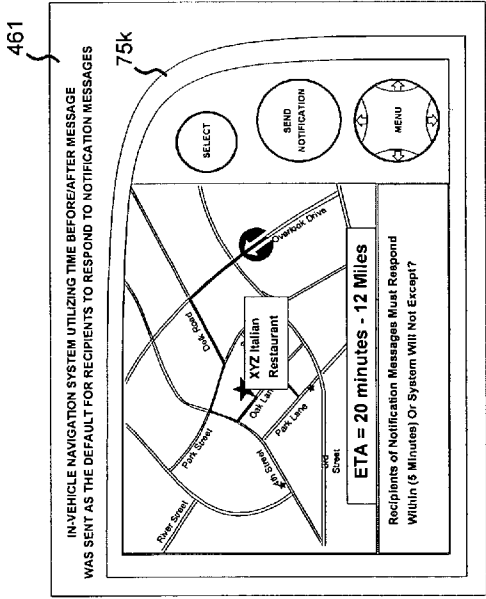 461
IN-VEHICLE NAVIGATION SYSTEM UTILIZING TIME BEFORE/AFTER MESSAGE
WAS SENT AS THE DEFAULT FOR RECIPIENTS TO RESPOND TO NOTIFICATION MESSAGES
75k
SELECT
SEND
NOTIFICATION
MENU
Overlook Drive
Dok Road
XYZ Italian
Restaurant
Oak Lan
Park Lane
Park Street
River Street
4th Street
3rd
Street
ETA = 20 minutes - 12 Miles
Recipients of Notification Messages Must Respond
Within (5 Minutes) Or System Will Not Except?